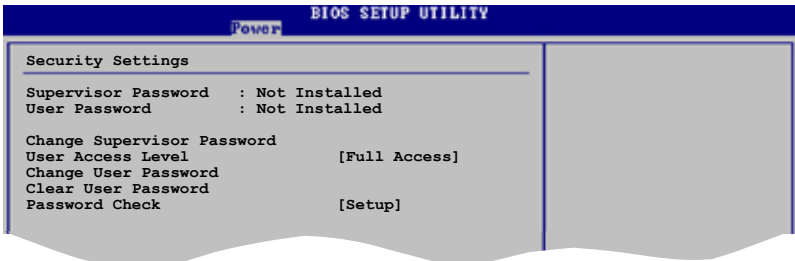 BIOS SETUP UTILITY
Power
Security Settings
Supervisor Password : Not Installed
User Password : Not Installed
Change Supervisor Password
User Access Level [Full Access]
Change User Password
Clear User Password
Password Check [Setup]